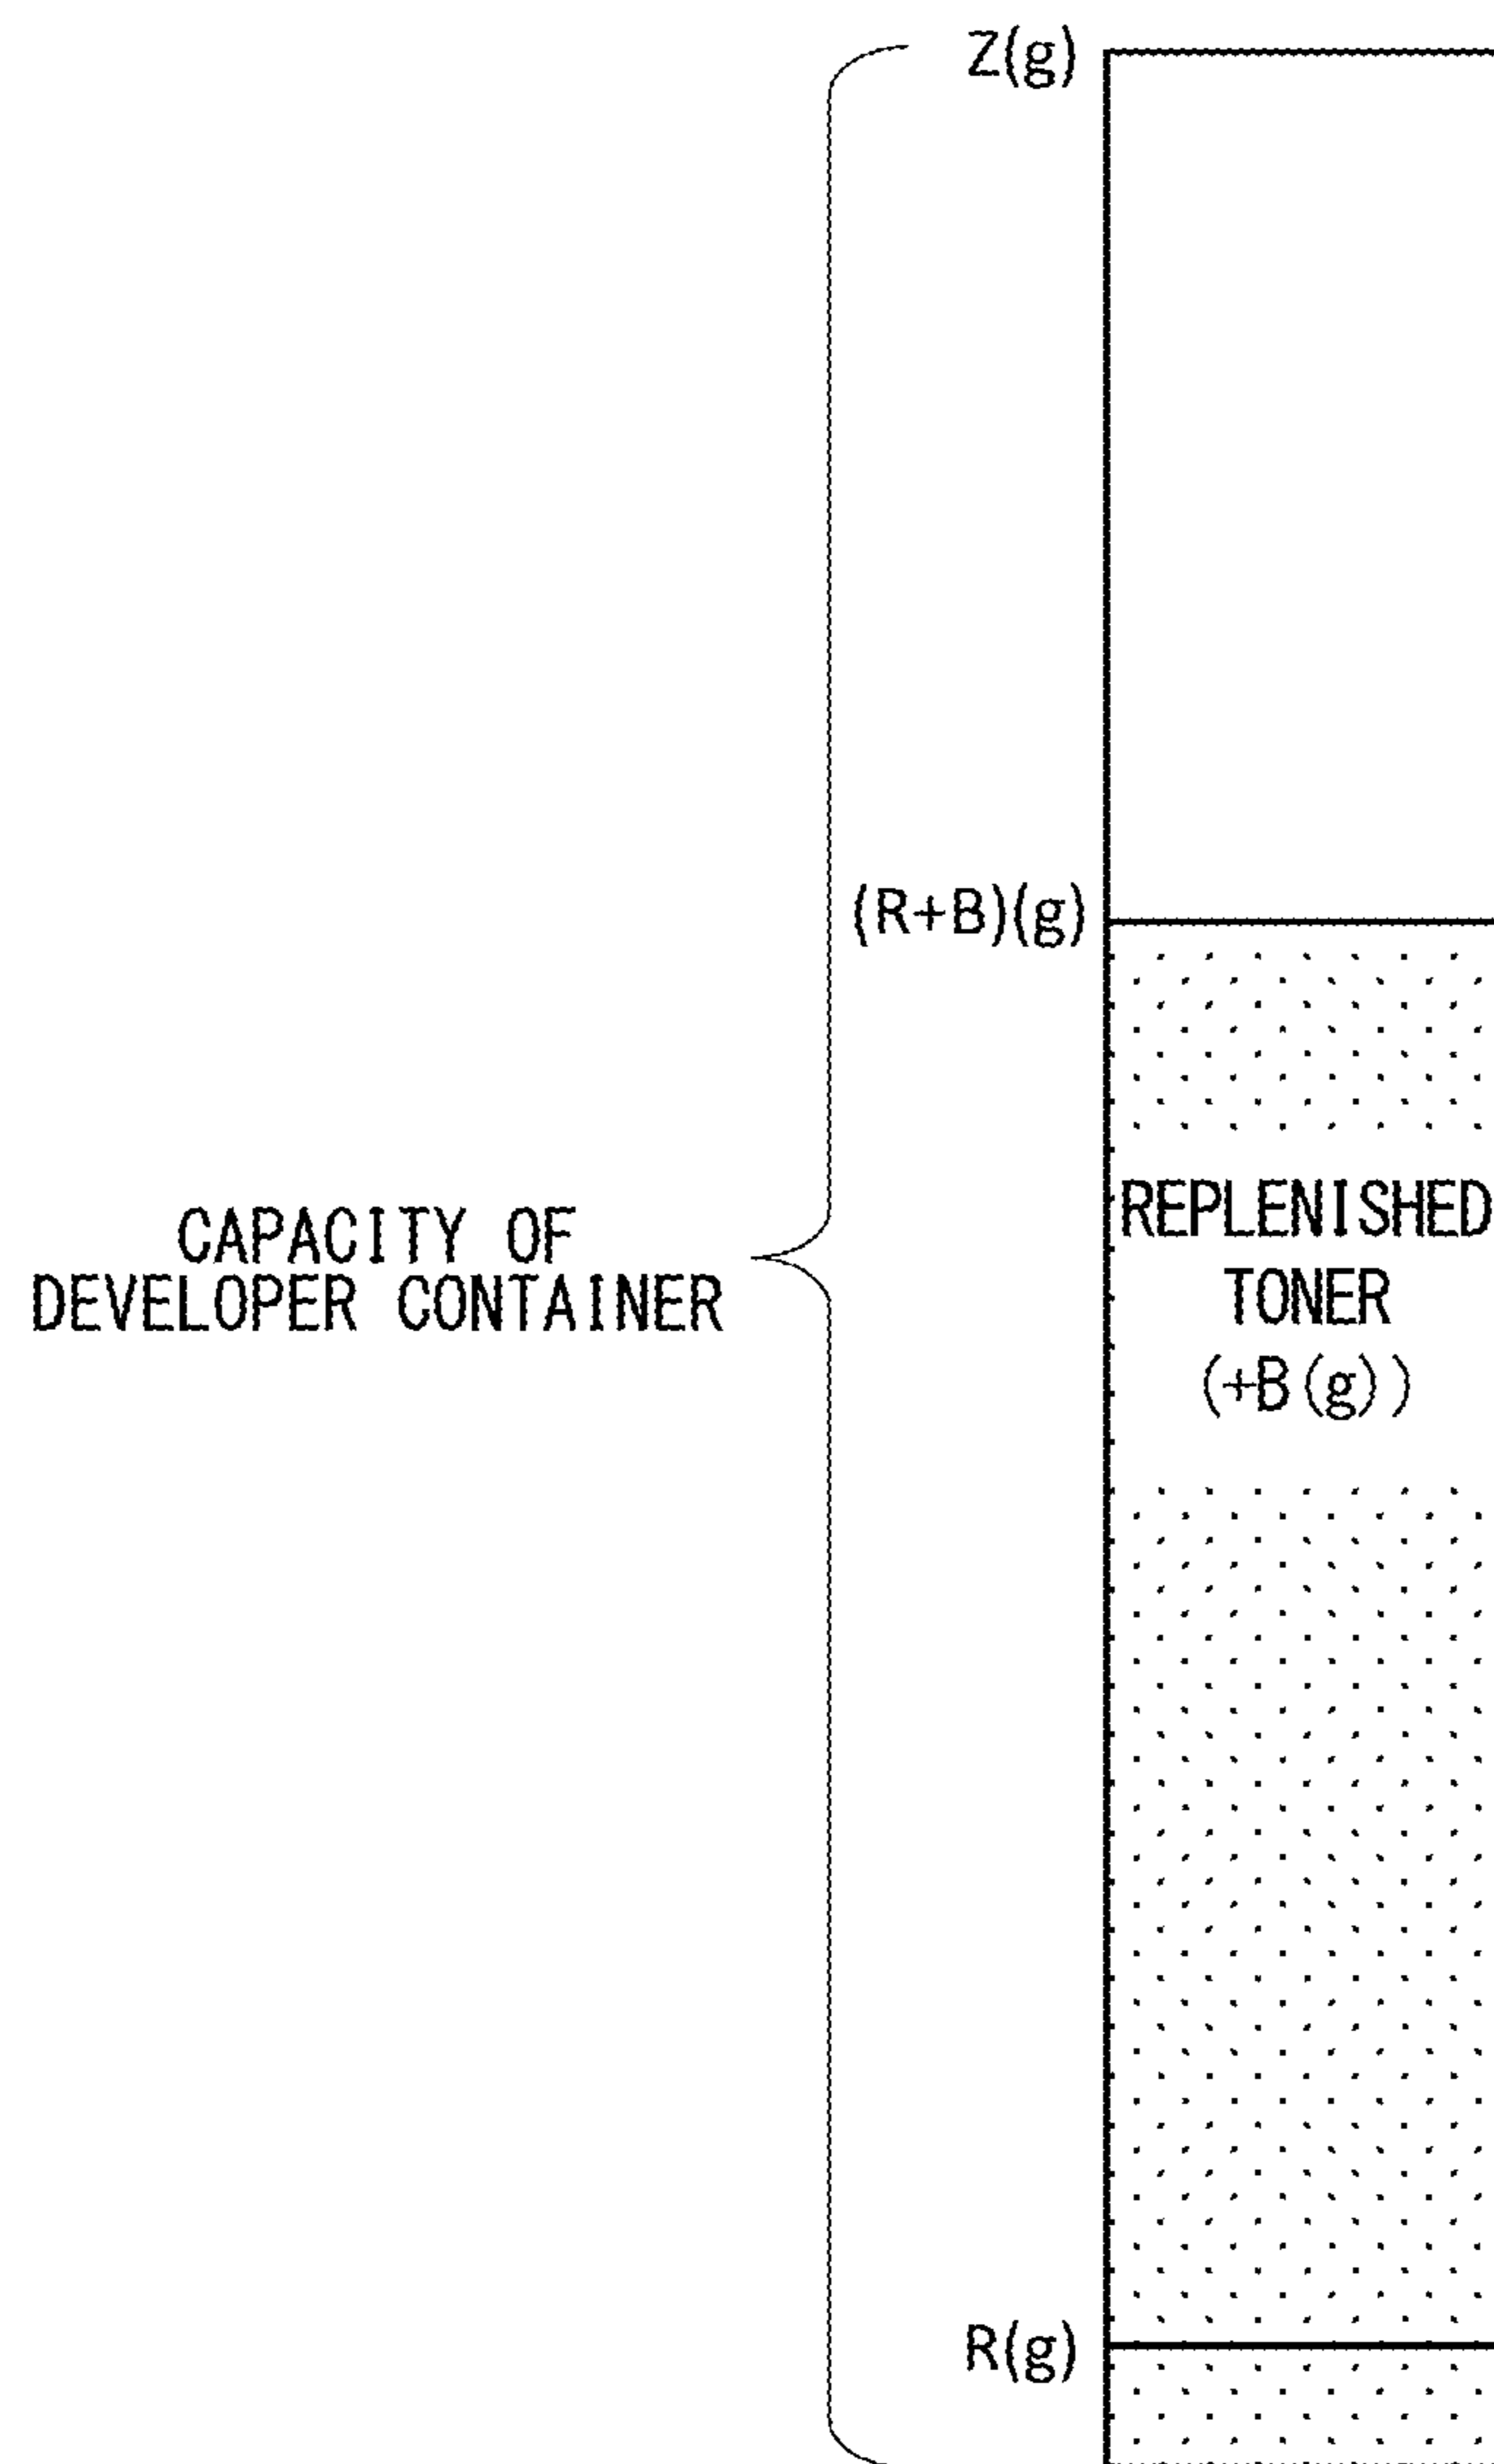 Z(g)
(R+B)(g)
CAPACITY OF
DEVELOPER CONTAINER
REPLENISHED
TONER
(+B(g))
R(g)